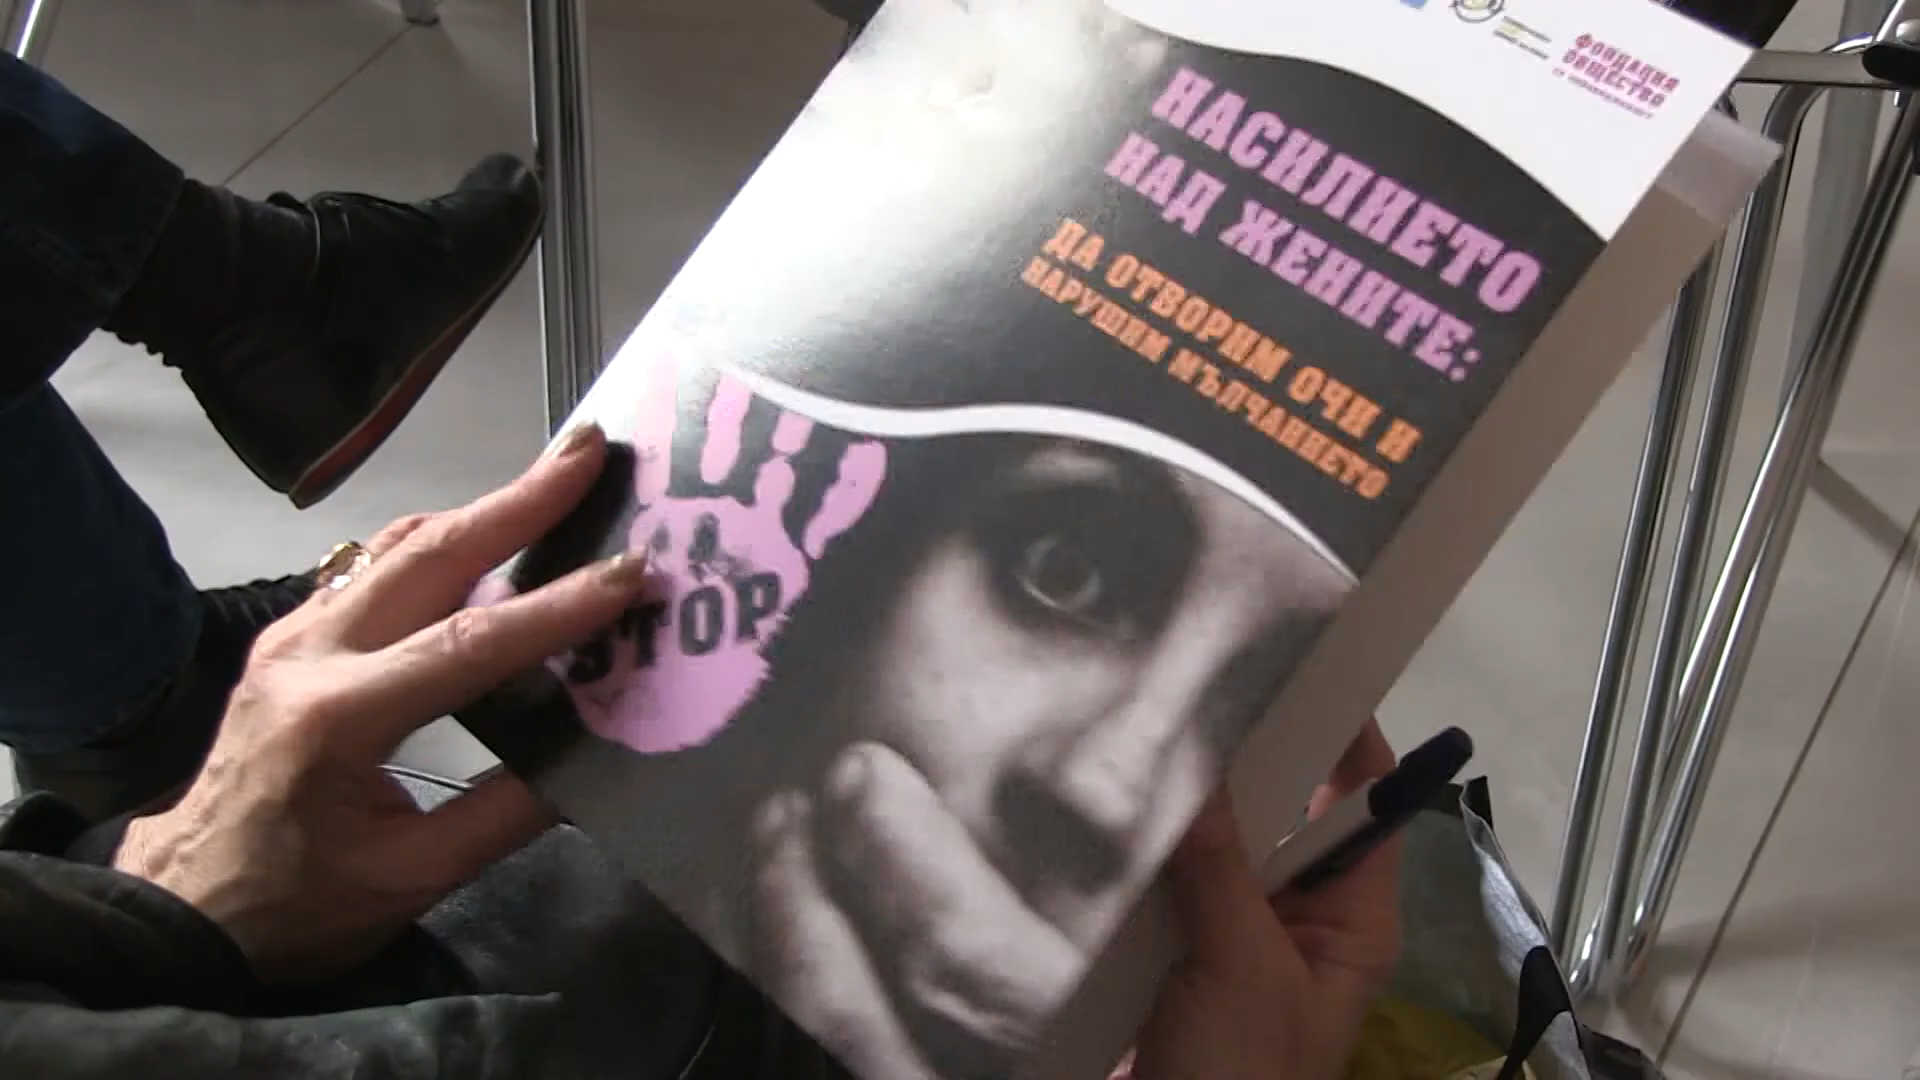 ФОНДАЦИЯ
ОБЩЕСТВО
НАСИЛИЕТО
НАД ЖЕНИТЕ:
ДА ОТВОРИМ ОЧИ И
НАРУШИМ МЪЛЧАНИЕТО
STOP